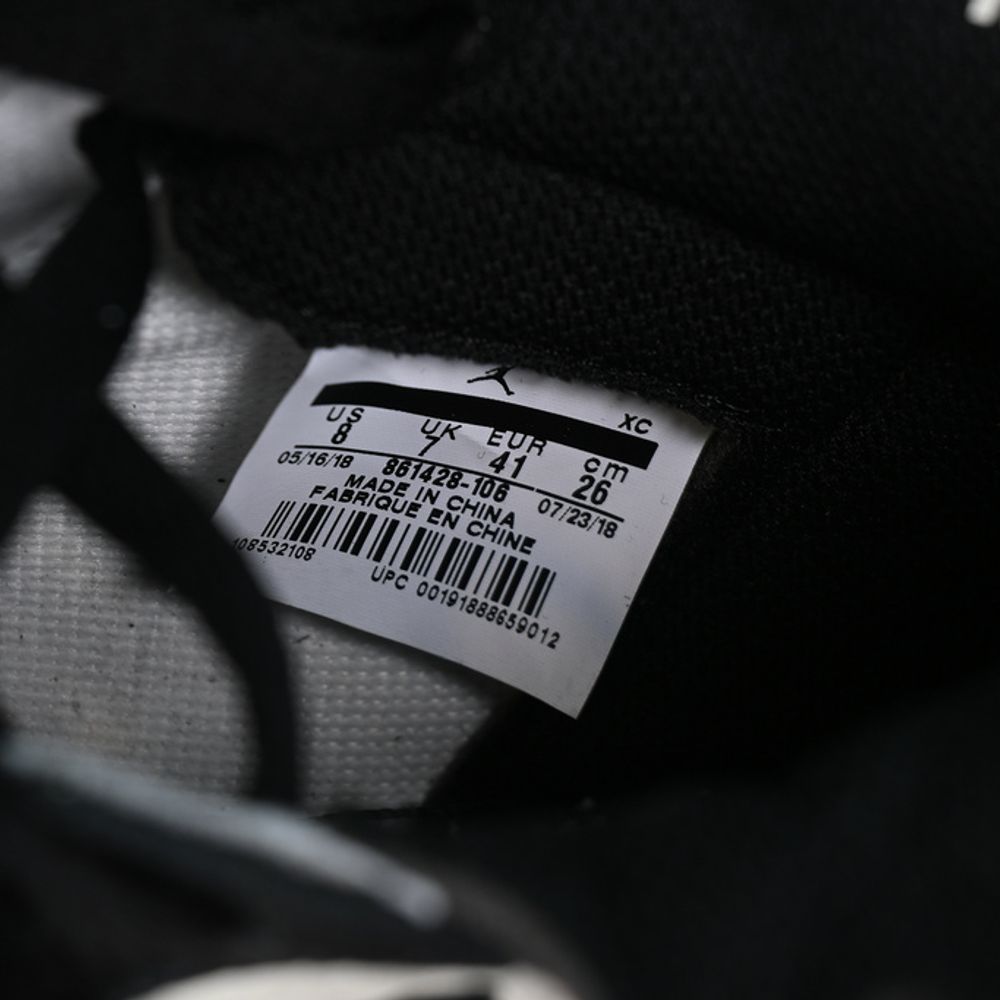 XC
US UK EUR cm
8 7 41 26
05/16/18 861428-106 07/23/18
MADE IN CHINA
FABRIQUE EN CHINE
108532108
UPC 00191888659012